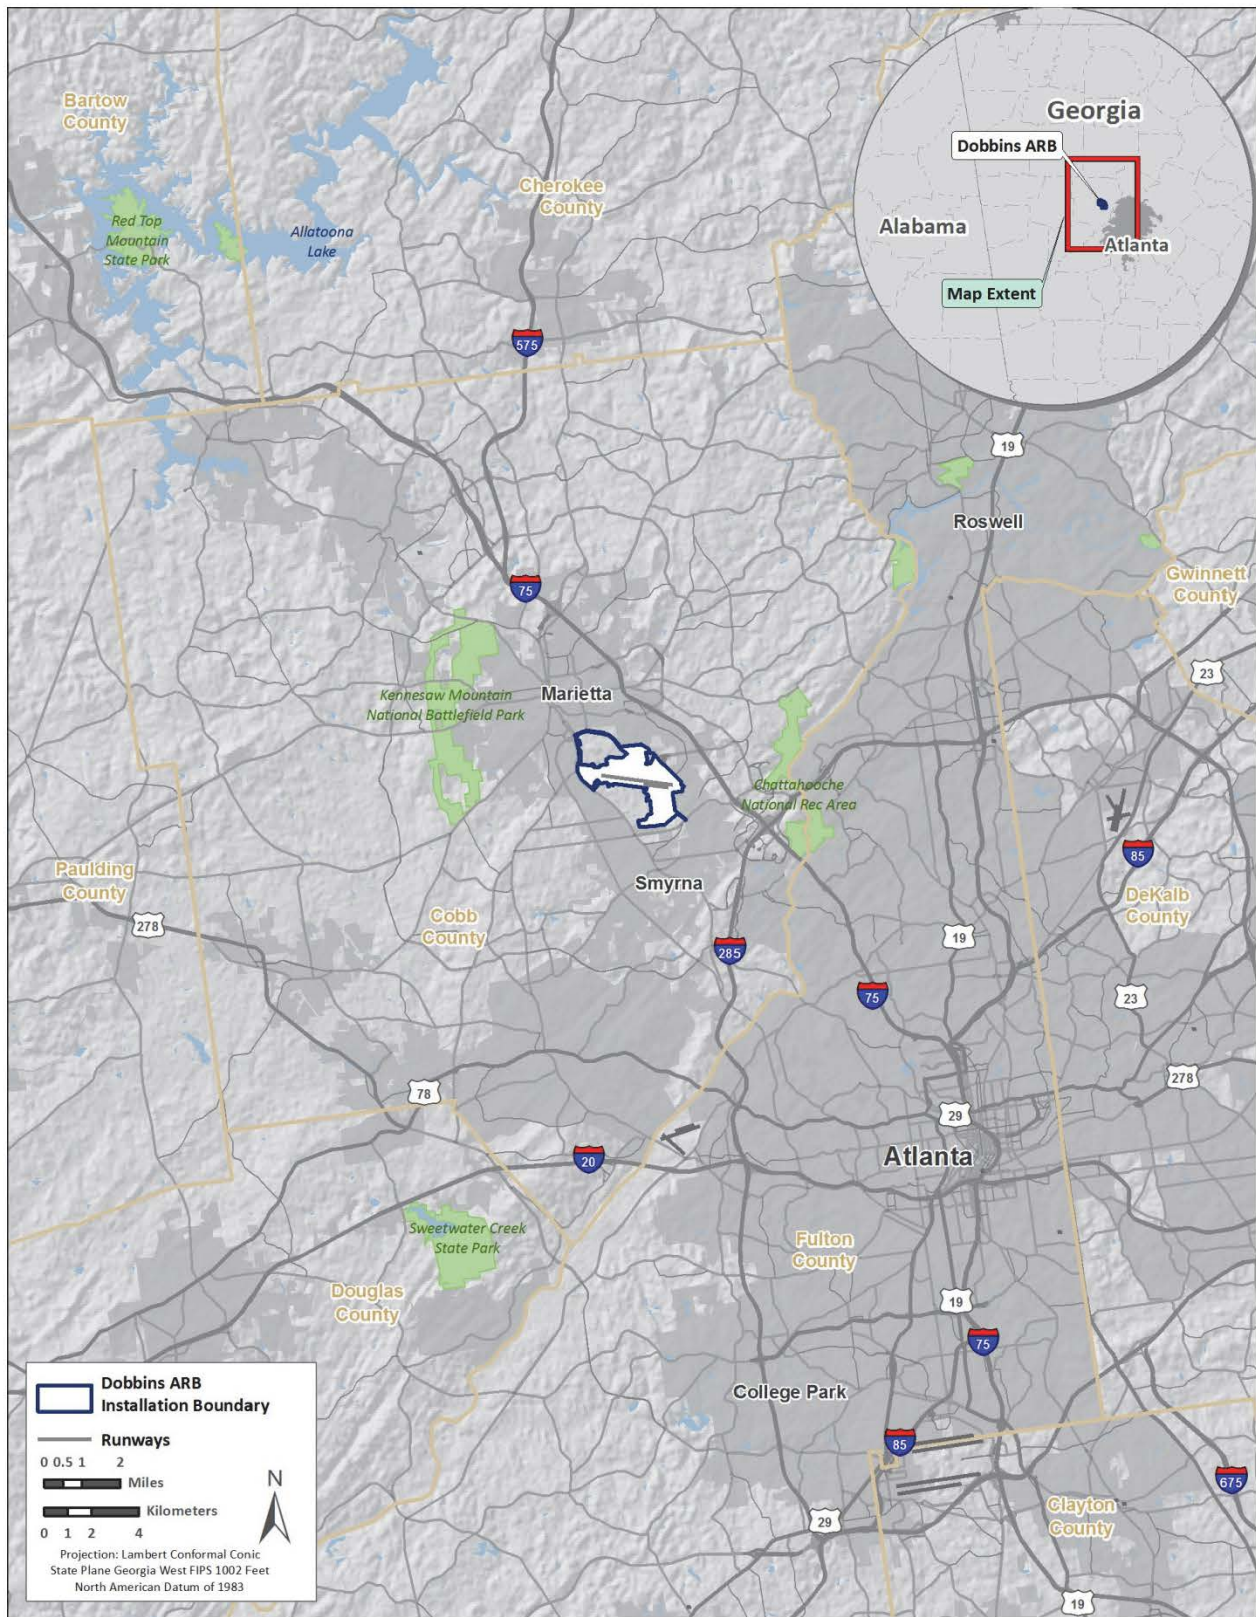 Bartow
County
Georgia
Dobbins ARB
Cherokee
County
Red Top
Mountain
State Park
Allatoona
Lake
Alabama
Atlanta
Map Extent
575
19
Roswell
75
Gwinnett
County
23
Kennesaw Mountain
National Battlefield Park
Marietta
Chattahooche
National Rec Area
85
Paulding
County
Smyrna
DeKalb
County
278
Cobb
County
19
285
75
23
278
78
29
20
Atlanta
Sweetwater Creek
State Park
Fulton
County
Douglas
County
19
75
College Park
85
675
29
Clayton
County
19
Dobbins ARB
Installation Boundary
Runways
0 0.5 1 2
Miles
N
Kilometers
0 1 2 4
Projection: Lambert Conformal Conic
State Plane Georgia West FIPS 1002 Feet
North American Datum of 1983